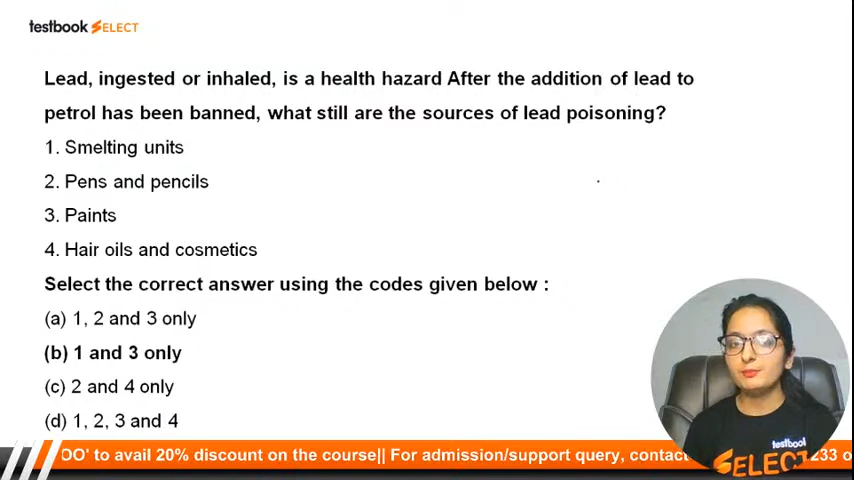 testbook SELECT
Lead, ingested or inhaled, is a health hazard After the addition of lead to
petrol has been banned, what still are the sources of lead poisoning?
1. Smelting units
2. Pens and pencils
3. Paints
4. Hair oils and cosmetics
Select the correct answer using the codes given below :
(a) 1, 2 and 3 only
(b) 1 and 3 only
(c) 2 and 4 only
(d) 1, 2, 3 and 4
testbook
SELECT
OO' to avail 20% discount on the course|| For admission/support query, contact 1233